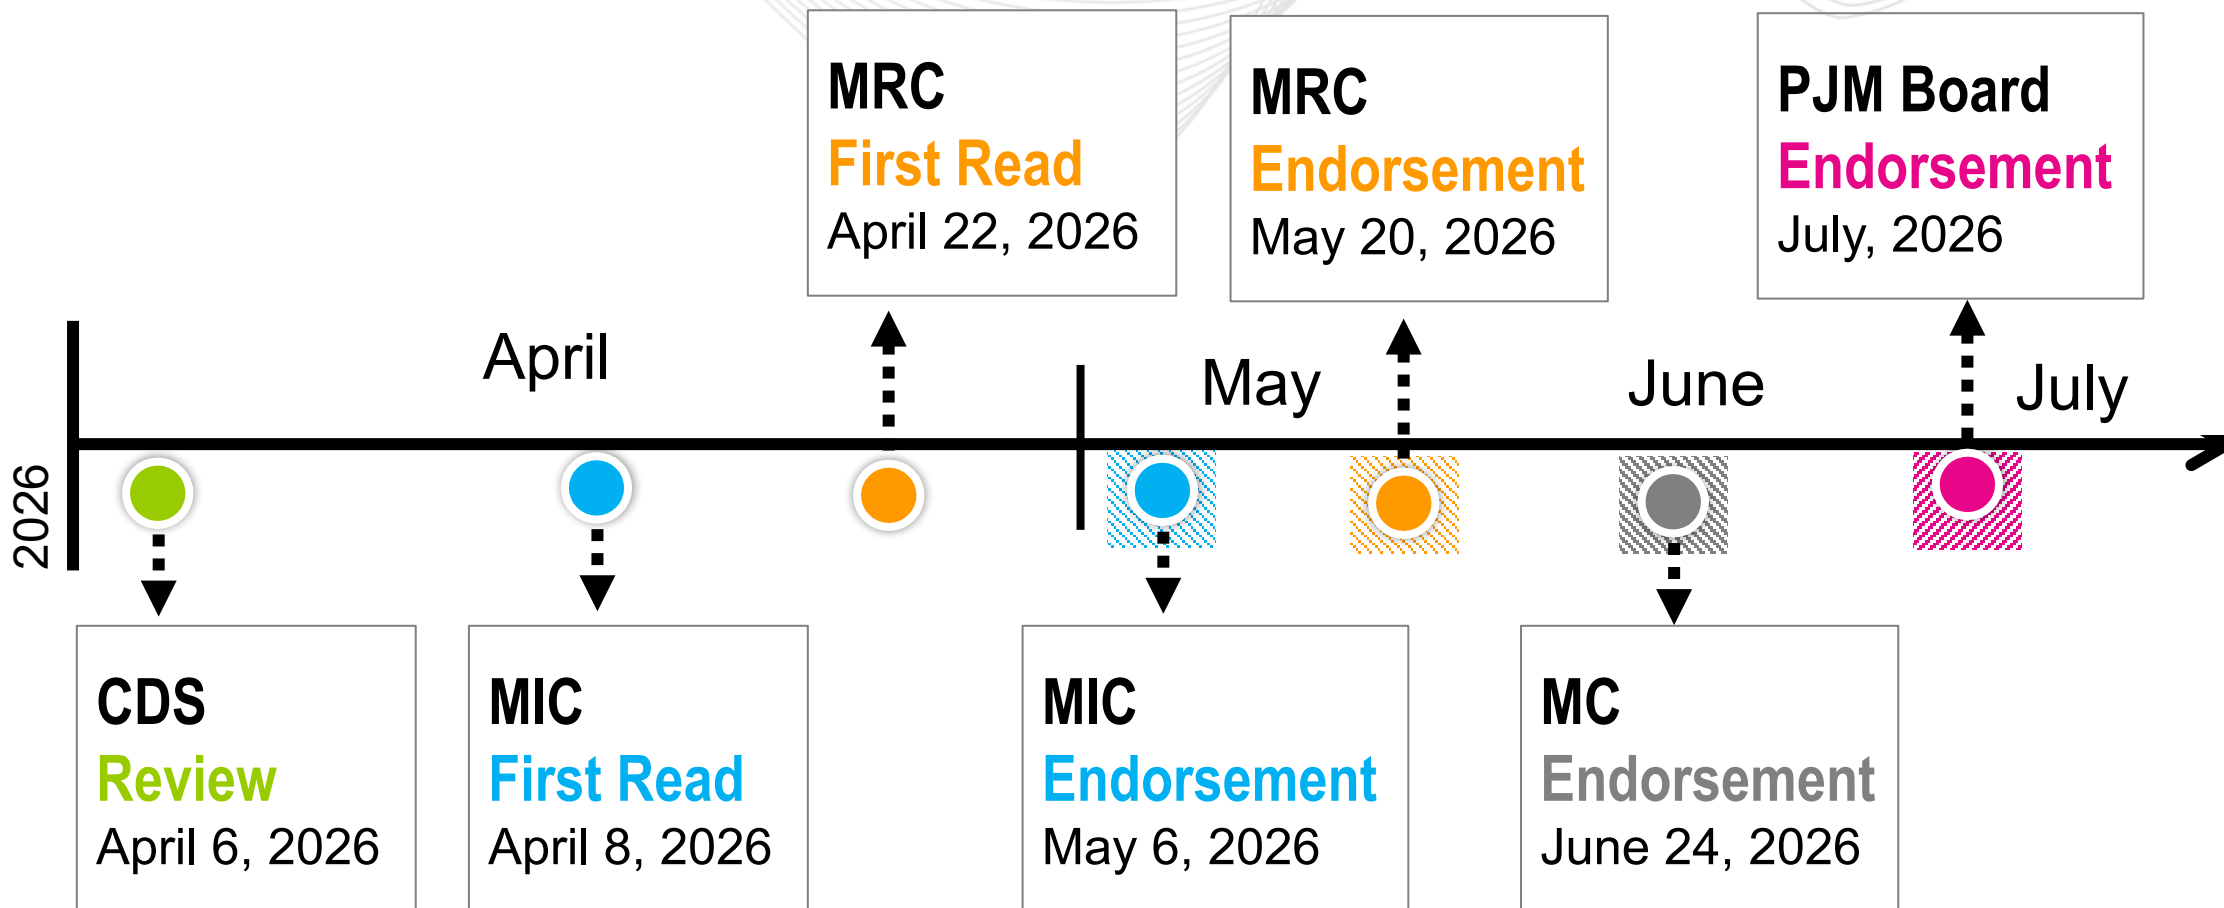 MRC
First Read
April 22, 2026
MRC
Endorsement
May 20, 2026
PJM Board
Endorsement
July, 2026
April
May
June
July
2026
CDS
Review
April 6, 2026
MIC
First Read
April 8, 2026
MIC
Endorsement
May 6, 2026
MC
Endorsement
June 24, 2026